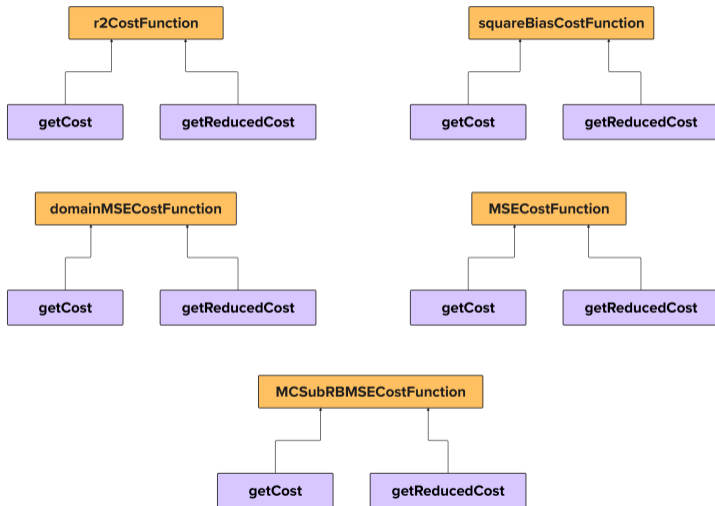 r2CostFunction
squareBiasCostFunction
getCost
getReducedCost
getCost
getReducedCost
domainMSECostFunction
MSECostFunction
getCost
getReducedCost
getCost
getReducedCost
MCSubRBMSECostFunction
getCost
getReducedCost